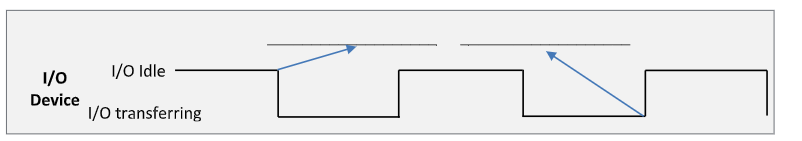 I/O Idle
I/O
Device
I/O transferring